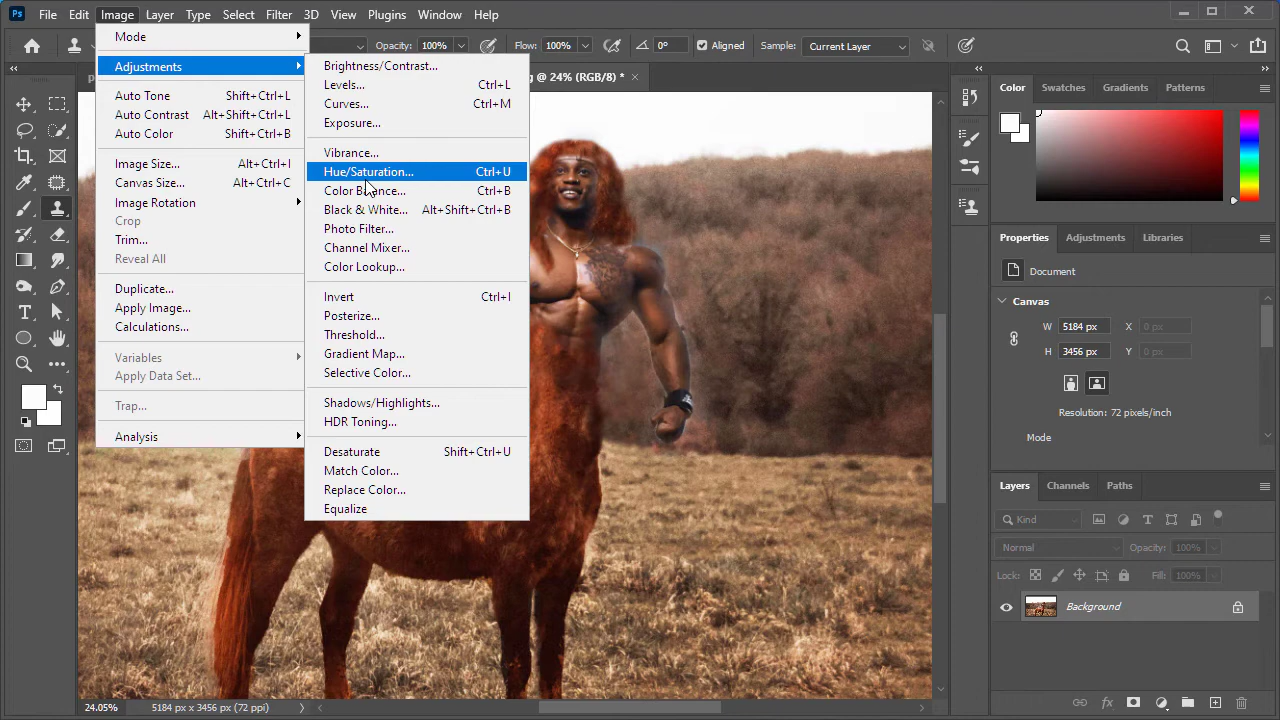 Ps File Edit Image Layer Type Select Filter 3D View Plugins Window Help
Opacity: 100% Flow: 100% 0° Aligned Sample: Current Layer
g @ 24% (RGB/8) *
Mode
Adjustments
Auto Tone Shift+Ctrl+L
Auto Contrast Alt+Shift+Ctrl+L
Auto Color Shift+Ctrl+B
Image Size... Alt+Ctrl+I
Canvas Size... Alt+Ctrl+C
Image Rotation
Crop
Trim...
Reveal All
Duplicate...
Apply Image...
Calculations...
Variables
Apply Data Set...
Trap...
Analysis
Brightness/Contrast...
Levels... Ctrl+L
Curves... Ctrl+M
Exposure...
Vibrance...
Hue/Saturation... Ctrl+U
Color Balance... Ctrl+B
Black & White... Alt+Shift+Ctrl+B
Photo Filter...
Channel Mixer...
Color Lookup...
Invert Ctrl+I
Posterize...
Threshold...
Gradient Map...
Selective Color...
Shadows/Highlights...
HDR Toning...
Desaturate Shift+Ctrl+U
Match Color...
Replace Color...
Equalize
Color Swatches Gradients Patterns
Properties Adjustments Libraries
Document
Canvas
W 5184 px X 0 px
H 3456 px Y 0 px
Resolution: 72 pixels/inch
Mode
Layers Channels Paths
Kind
Normal Opacity: 100%
Lock: Fill: 100%
Background
fx
24.05% 5184 px x 3456 px (72 ppi)